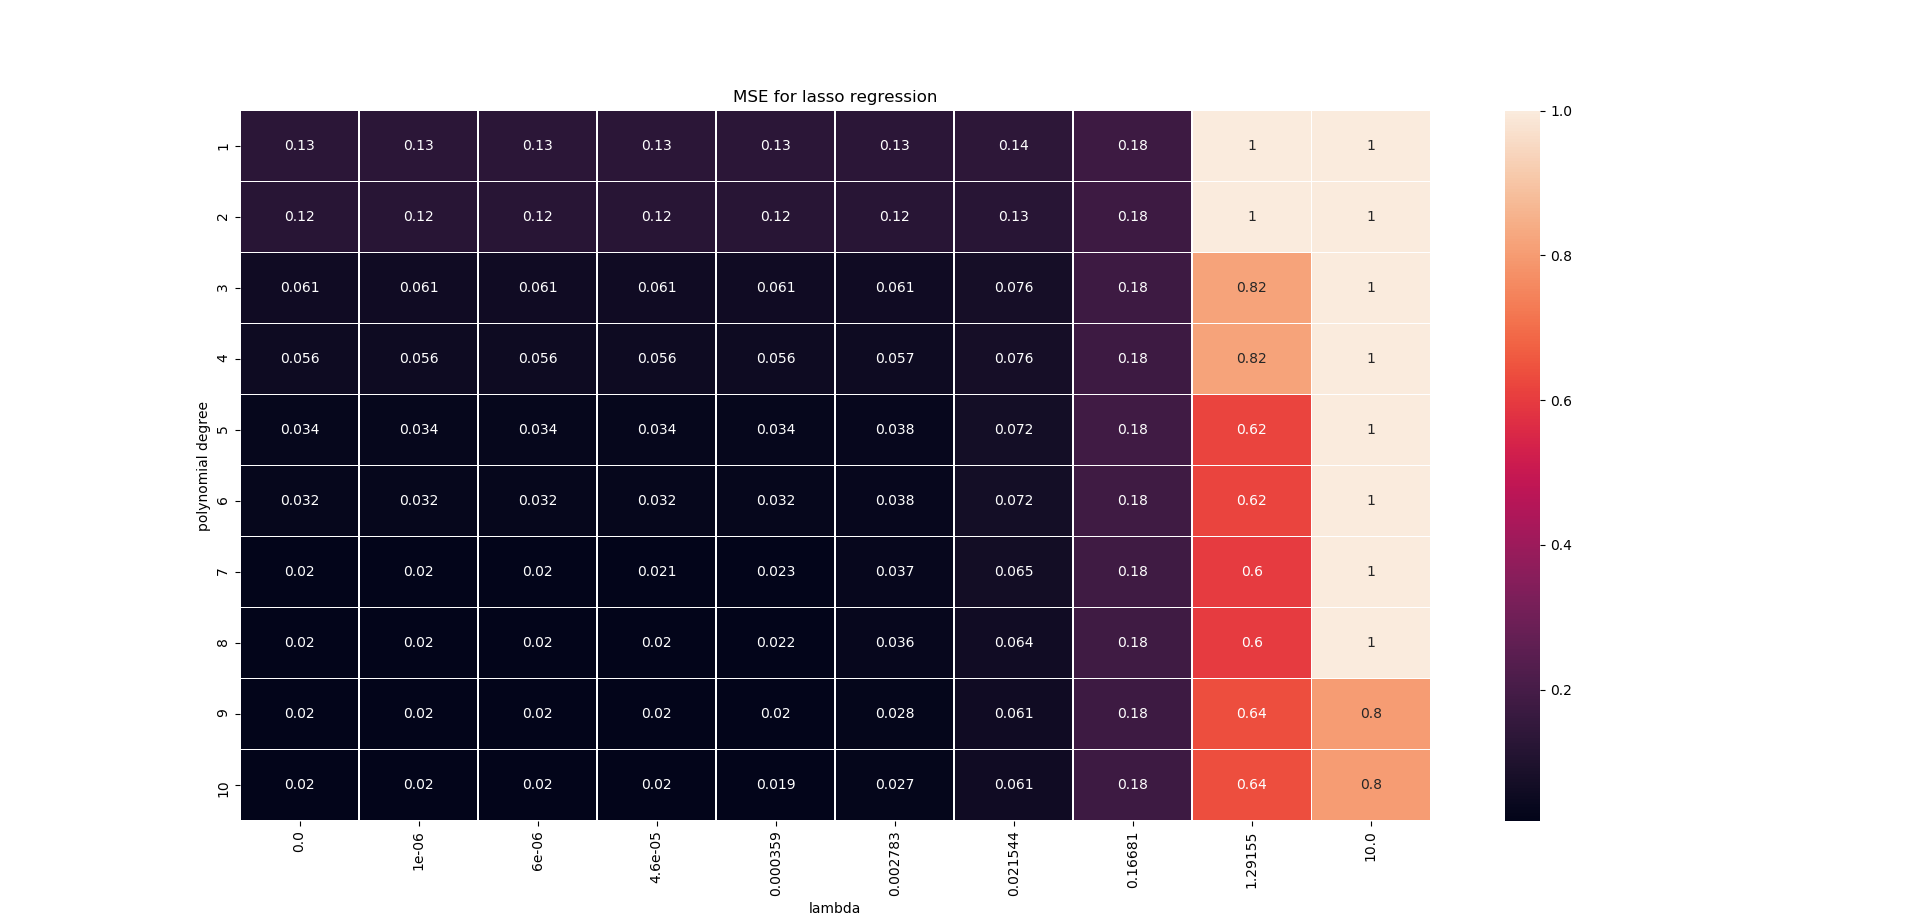 MSE for lasso regression
1 0.13 0.13 0.13 0.13 0.13 0.13 0.14 0.18 1 1
2 0.12 0.12 0.12 0.12 0.12 0.12 0.13 0.18 1 1
3 0.061 0.061 0.061 0.061 0.061 0.061 0.076 0.18 0.82 1
4 0.056 0.056 0.056 0.056 0.056 0.057 0.076 0.18 0.82 1
5 0.034 0.034 0.034 0.034 0.034 0.038 0.072 0.18 0.62 1
6 0.032 0.032 0.032 0.032 0.032 0.038 0.072 0.18 0.62 1
7 0.02 0.02 0.02 0.021 0.023 0.037 0.065 0.18 0.6 1
8 0.02 0.02 0.02 0.02 0.022 0.036 0.064 0.18 0.6 1
9 0.02 0.02 0.02 0.02 0.02 0.028 0.061 0.18 0.64 0.8
10 0.02 0.02 0.02 0.02 0.019 0.027 0.061 0.18 0.64 0.8
polynomial degree
0.0 1e-06 6e-06 4.6e-05 0.000359 0.002783 0.021544 0.16681 1.29155 10.0
lambda
1.0
0.8
0.6
0.4
0.2